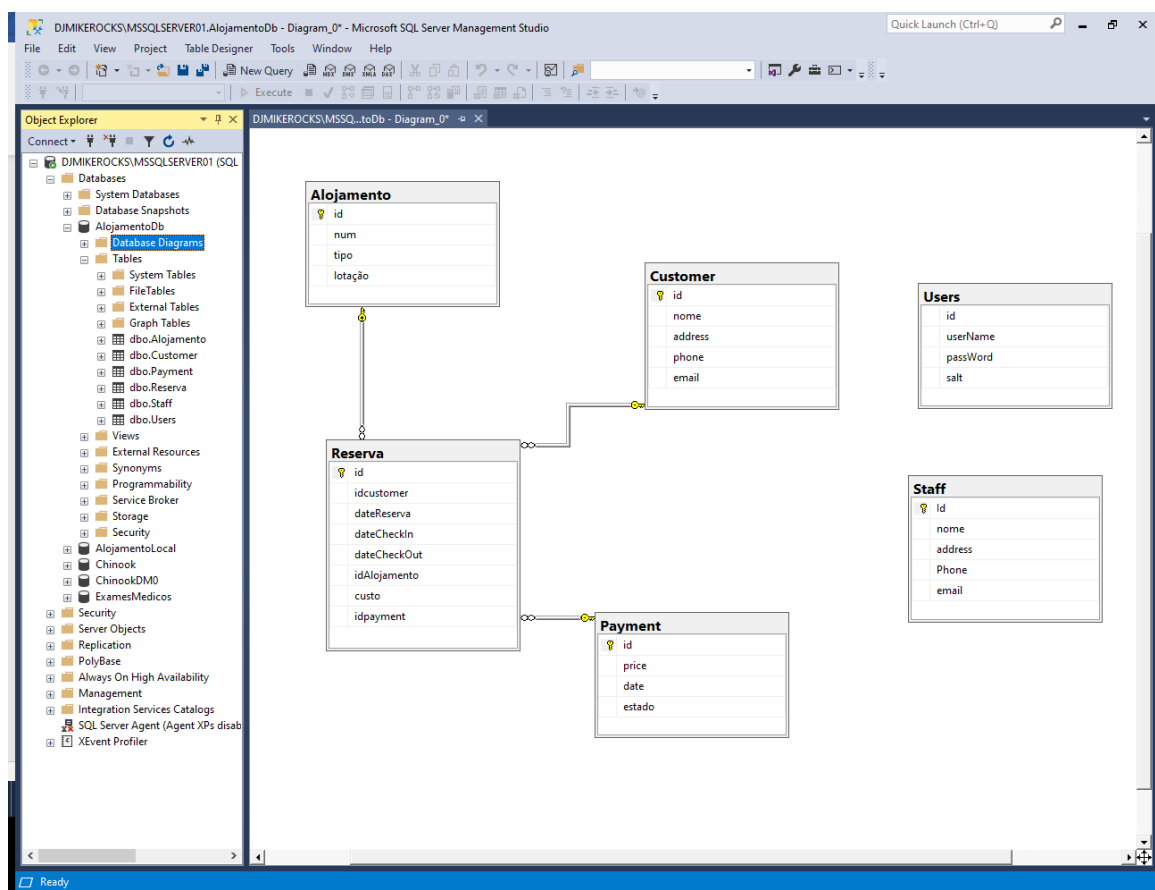 DJMIKEROCKS\MSSQLSERVER01.AlojamentoDb - Diagram_0* - Microsoft SQL Server Management Studio
Quick Launch (Ctrl+Q)
File Edit View Project Table Designer Tools Window Help
New Query
MDX DMX XMLA DAX
Execute
Object Explorer
DJMIKEROCKS\MSSQ...toDb - Diagram_0*
Connect
DJMIKEROCKS\MSSQLSERVER01 (SQL
Databases
System Databases
Database Snapshots
AlojamentoDb
Database Diagrams
Tables
System Tables
FileTables
External Tables
Graph Tables
dbo.Alojamento
dbo.Customer
dbo.Payment
dbo.Reserva
dbo.Staff
dbo.Users
Views
External Resources
Synonyms
Programmability
Service Broker
Storage
Security
AlojamentoLocal
Chinook
ChinookDM0
ExamesMedicos
Security
Server Objects
Replication
PolyBase
Always On High Availability
Management
Integration Services Catalogs
SQL Server Agent (Agent XPs disab
XEvent Profiler
Alojamento
id
num
tipo
lotação
Customer
id
nome
address
phone
email
Users
id
userName
passWord
salt
Reserva
id
idcustomer
dateReserva
dateCheckIn
dateCheckOut
idAlojamento
custo
idpayment
Staff
Id
nome
address
Phone
email
Payment
id
price
date
estado
Ready